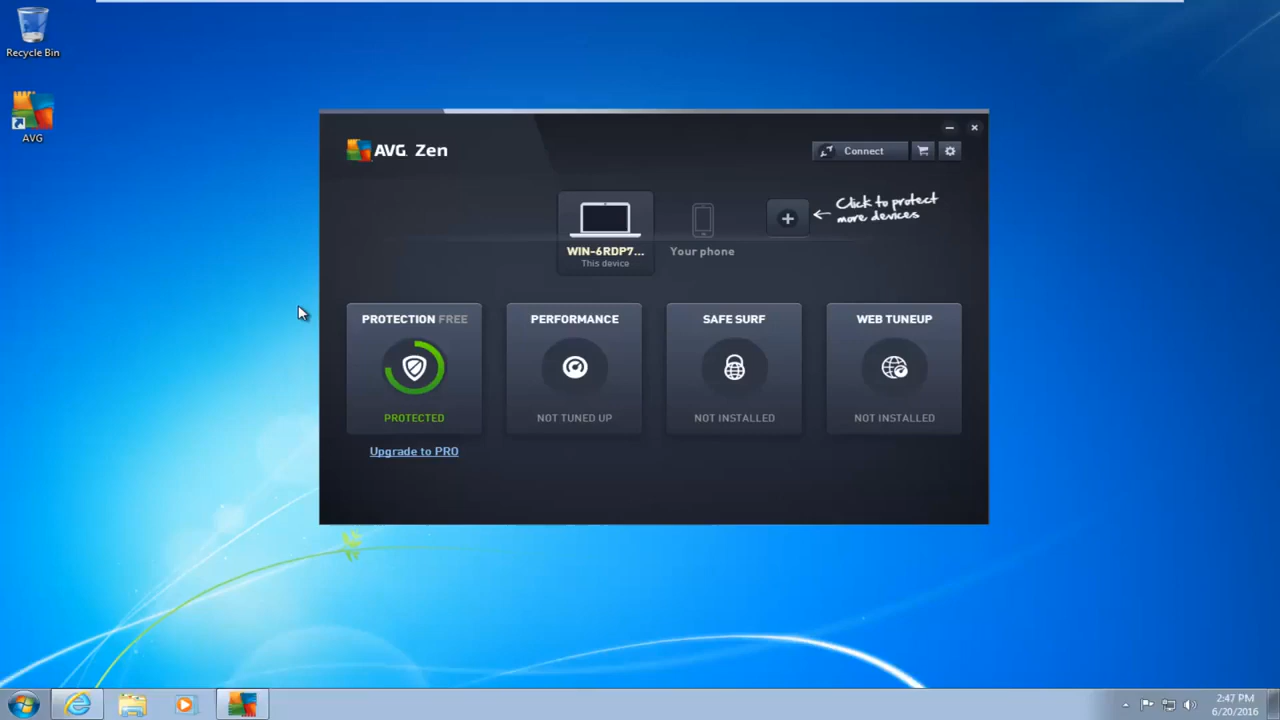 Recycle Bin
AVG
AVG. Zen
Connect
Click to protect
more devices
WIN-6RDP7...
This device
Your phone
PROTECTION FREE
PROTECTED
PERFORMANCE
NOT TUNED UP
SAFE SURF
NOT INSTALLED
WEB TUNEUP
NOT INSTALLED
Upgrade to PRO
2:47 PM
6/20/2016